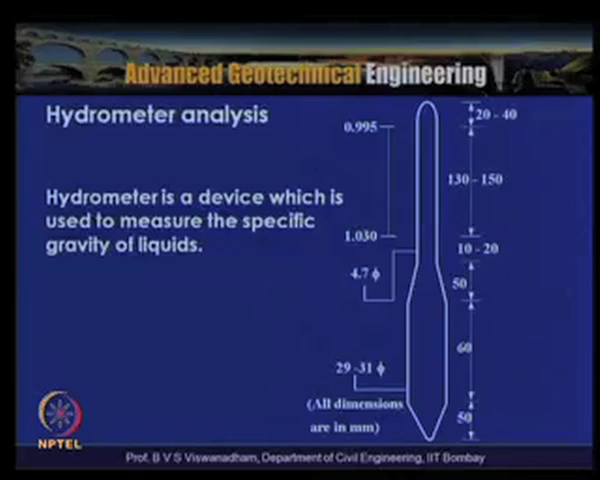 Advanced Geotechnical Engineering
Hydrometer analysis
Hydrometer is a device which is
used to measure the specific
gravity of liquids.
0.995
20 - 40
130 - 150
1.030
10 - 20
4.7 ϕ
50
60
29 -31 ϕ
(All dimensions
are in mm)
50
NPTEL
Prof. B V S Viswanadham, Department of Civil Engineering, IIT Bombay